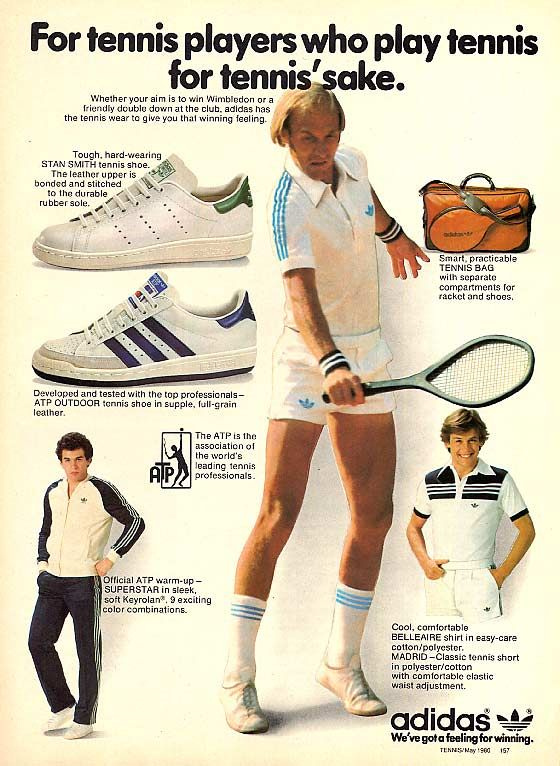 For tennis players who play tennis
for tennis' sake.
Whether your aim is to win Wimbledon or a
friendly double down at the club, adidas has
the tennis wear to give you that winning feeling.
Tough, hard-wearing
STAN SMITH tennis shoe.
The leather upper is
bonded and stitched
to the durable
rubber sole.
adidas
Smart, practicable
TENNIS BAG
with separate
compartments for
racket and shoes.
Developed and tested with the top professionals–
ATP OUTDOOR tennis shoe in supple, full-grain
leather.
ATP
The ATP is the
association of
the world's
leading tennis
professionals.
Official ATP warm-up –
SUPERSTAR in sleek,
soft Keyrolan®. 9 exciting
color combinations.
Cool, comfortable
BELLEAIRE shirt in easy-care
cotton/polyester.
MADRID – Classic tennis short
in polyester/cotton
with comfortable elastic
waist adjustment.
adidas®
We've got a feeling for winning.
TENNIS/May 1980 157